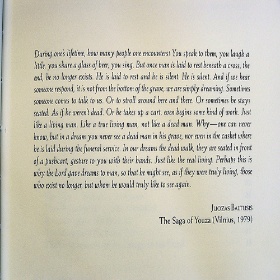 During one's lifetime, how many people one encounters! You speak to them, you laugh a
little, you share a glass of beer, you sing. But once a man is laid to rest beneath a cross, the
end, he no longer exists. He is laid to rest and he is silent. He is silent. And if we hear
someone respond, it is not from the bottom of the grave, we are simply dreaming. Sometimes
someone comes to talk to us. Or to stroll around here and there. Or sometimes he stays
seated. As if he weren't dead. Or he takes up a cart, even begins some kind of work. Just
like a living man. Like a true living man, not like a dead man. Why—one can never
know, but in a dream you never see a dead man in his grave, nor even in the casket where
he is laid during the funeral service. In our dreams the dead walk, they are seated in front
of a pushcart, gesture to you with their hands. Just like the real living. Perhaps this is
why the Lord gave dreams to man, so that he might see, as if they were truly living, those
who exist no longer but whom he would truly like to see again.
JUOZAS BALTUSIS
The Saga of Youza (Vilnius, 1979)